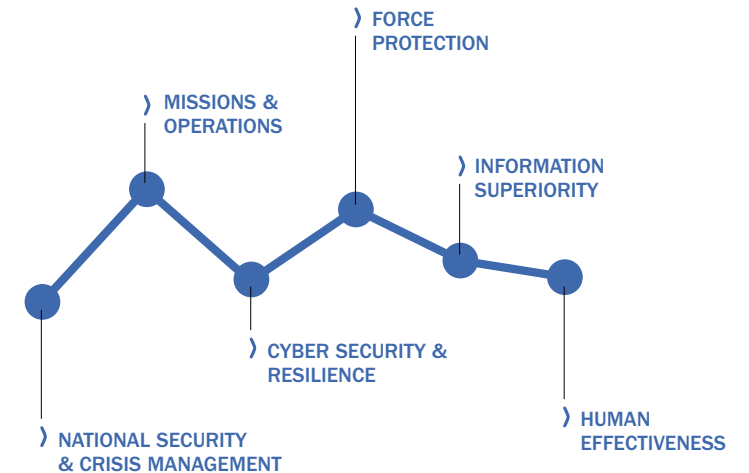 FORCE
PROTECTION
MISSIONS &
OPERATIONS
INFORMATION
SUPERIORITY
CYBER SECURITY &
RESILIENCE
HUMAN
EFFECTIVENESS
NATIONAL SECURITY
& CRISIS MANAGEMENT